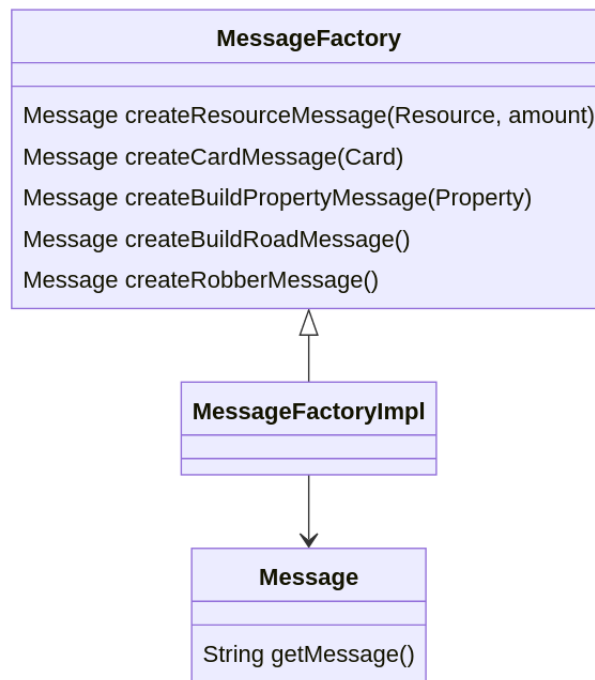 MessageFactory
Message createResourceMessage(Resource, amount)
Message createCardMessage(Card)
Message createBuildPropertyMessage(Property)
Message createBuildRoadMessage()
Message createRobberMessage()
MessageFactoryImpl
Message
String getMessage()